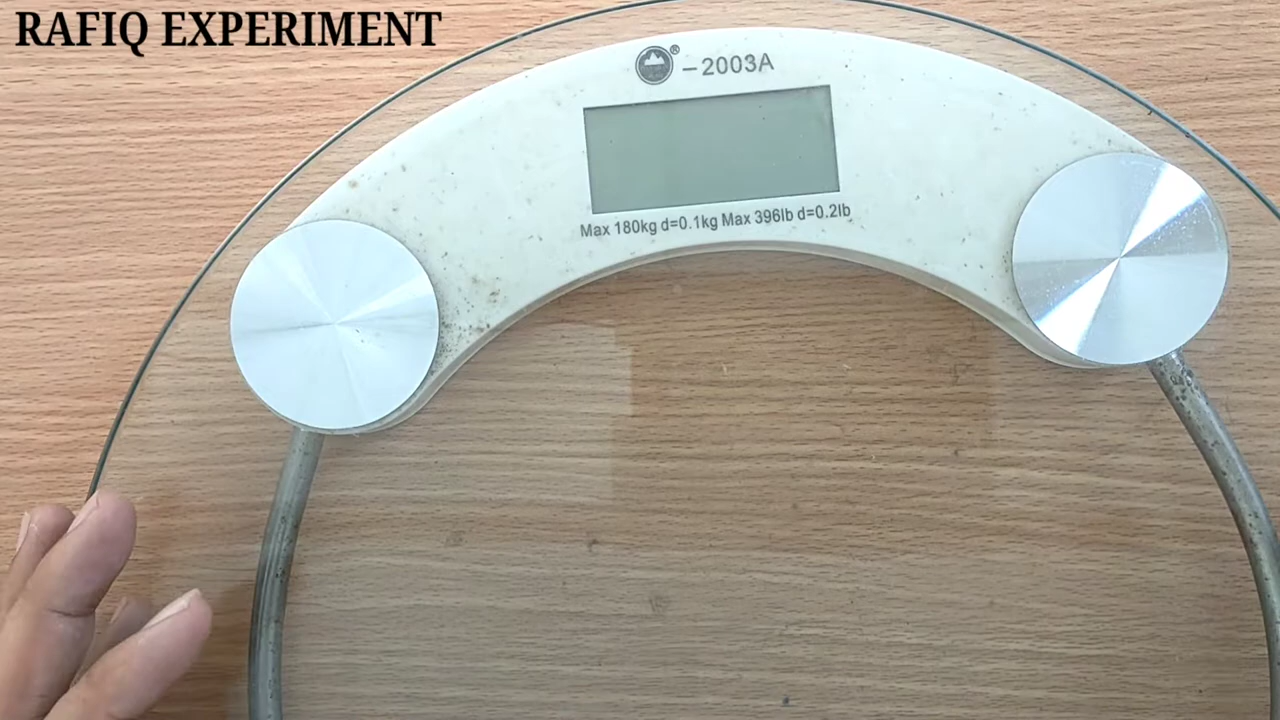 RAFIQ EXPERIMENT
® –2003A
Max 180kg d=0.1kg Max 396lb d=0.2lb